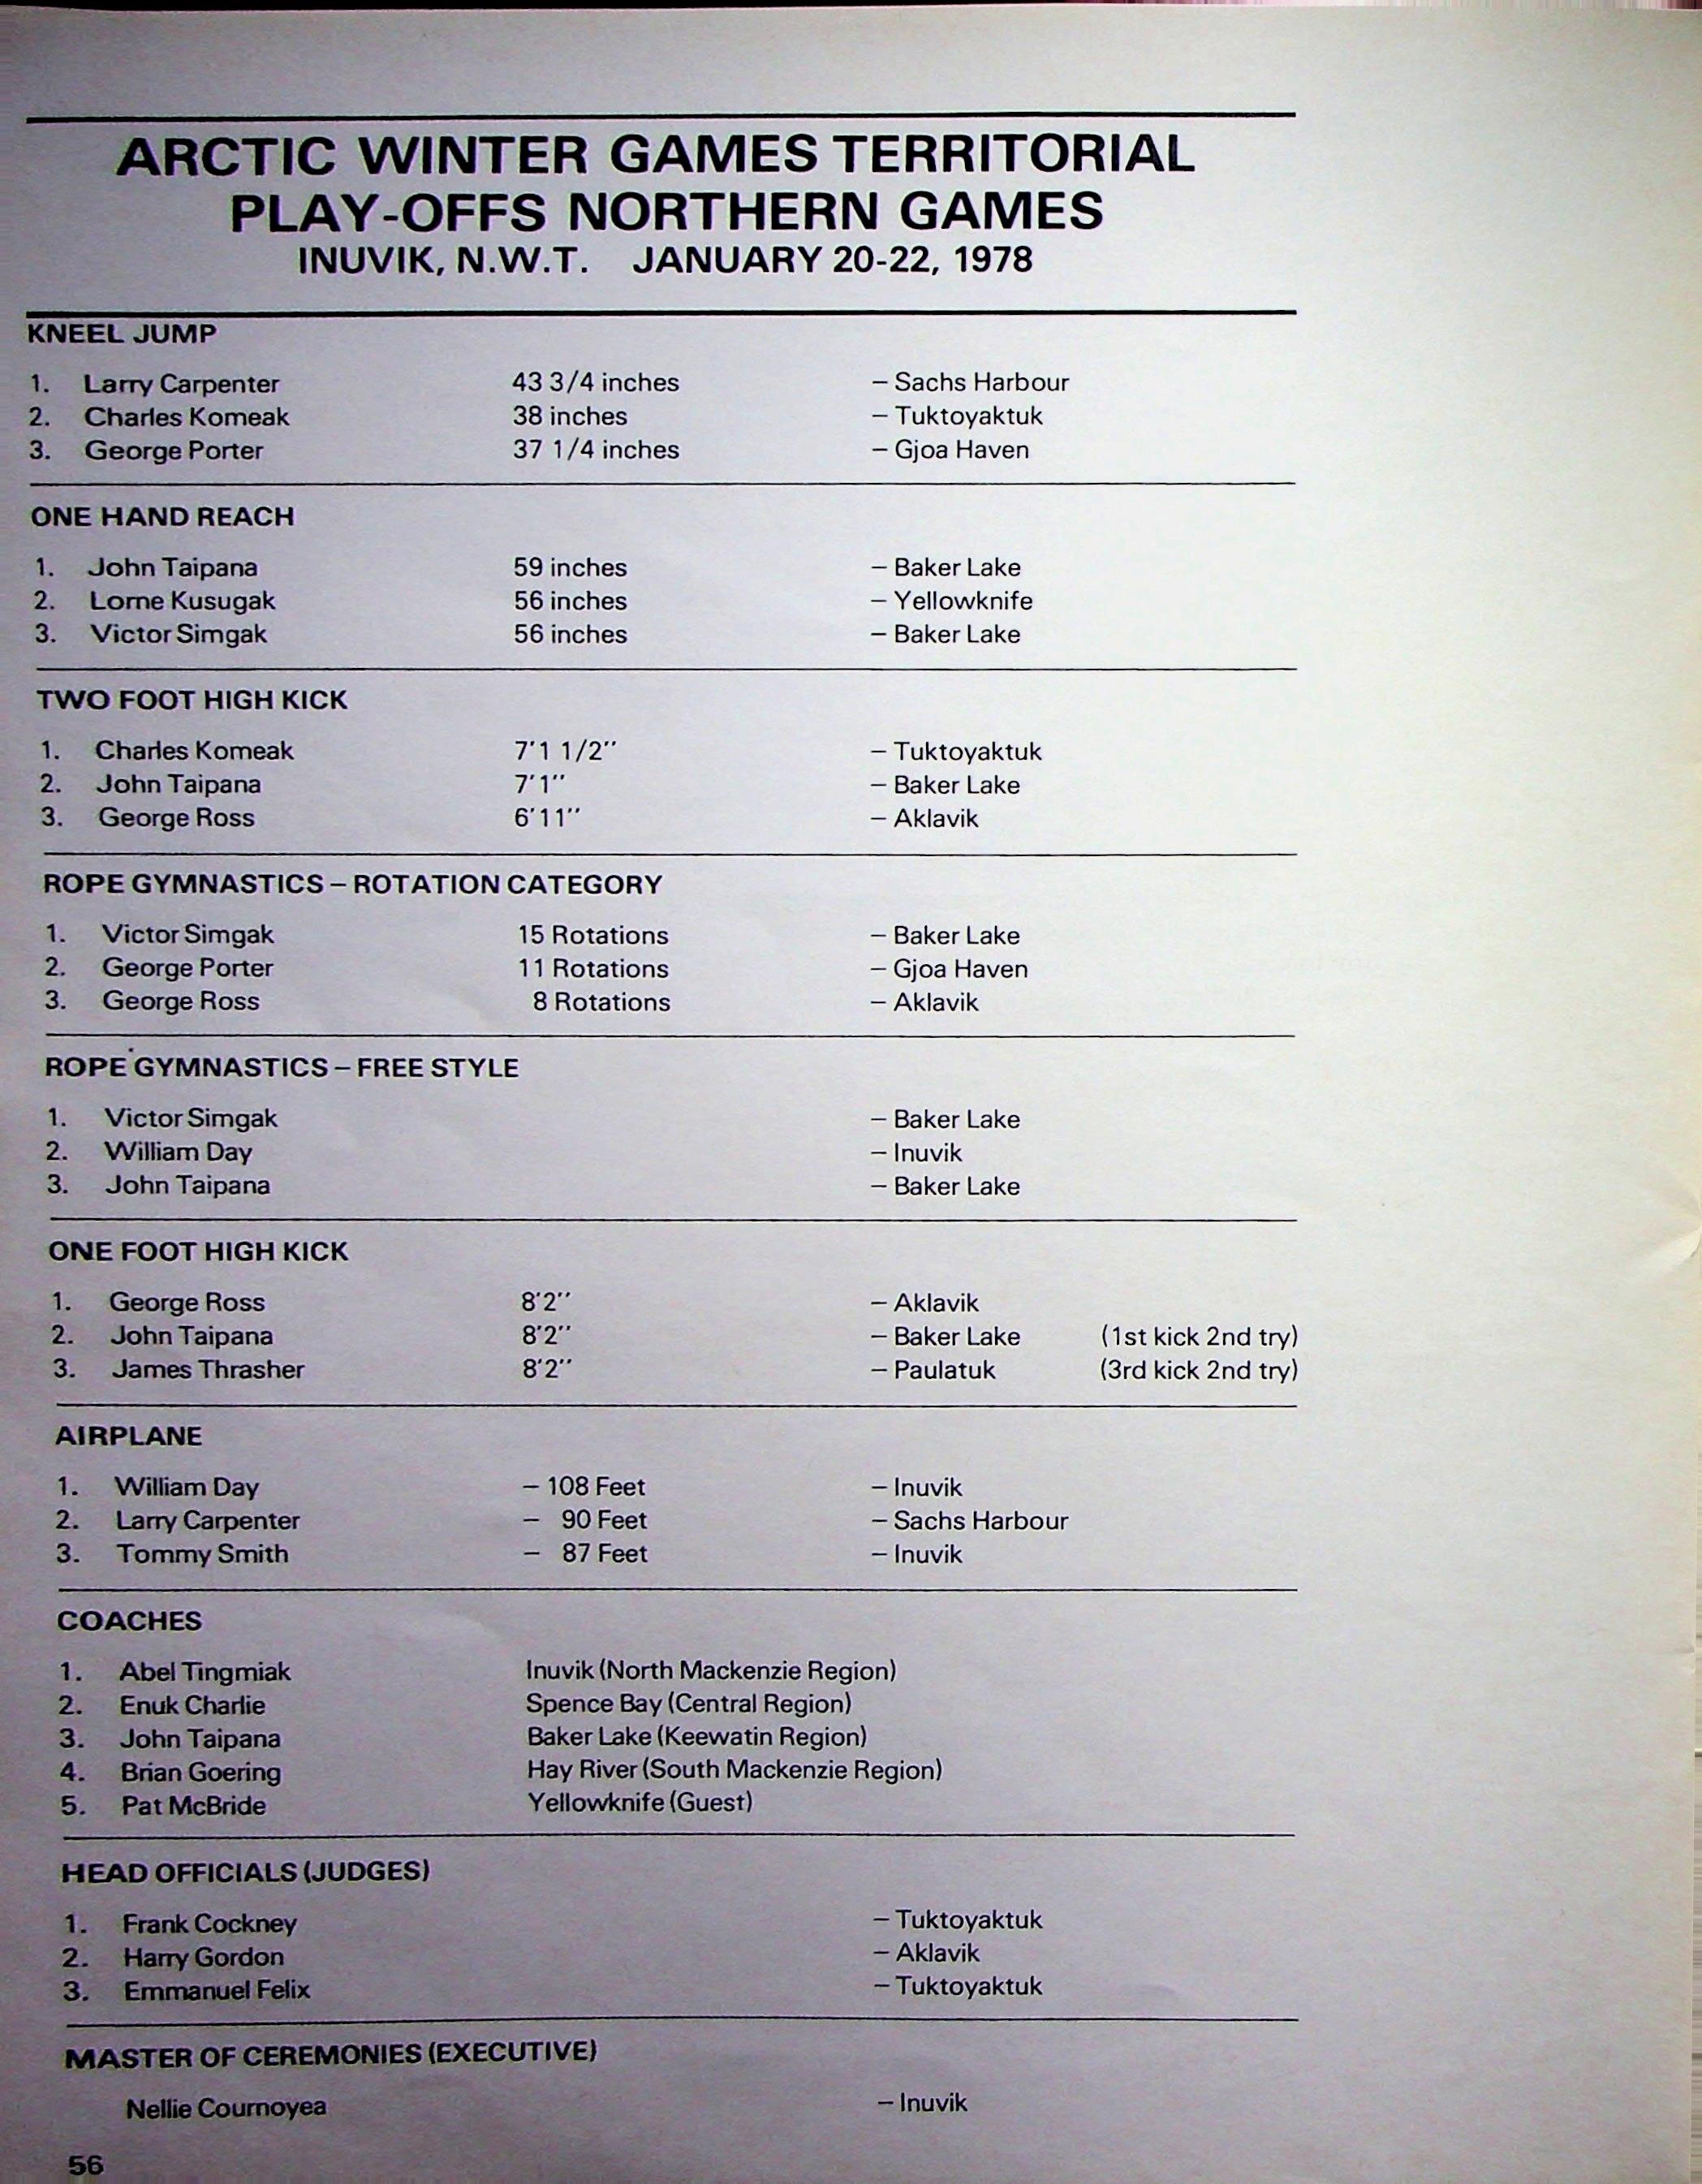 ARCTIC WINTER GAMES TERRITORIAL
PLAY-OFFS NORTHERN GAMES
INUVIK, N.W.T. JANUARY 20-22, 1978
KNEEL JUMP
1. Larry Carpenter 43 3/4 inches – Sachs Harbour
2. Charles Komeak 38 inches – Tuktoyaktuk
3. George Porter 37 1/4 inches – Gjoa Haven
ONE HAND REACH
1. John Taipana 59 inches – Baker Lake
2. Lorne Kusugak 56 inches – Yellowknife
3. Victor Simgak 56 inches – Baker Lake
TWO FOOT HIGH KICK
1. Charles Komeak 7'1 1/2'' – Tuktoyaktuk
2. John Taipana 7'1'' – Baker Lake
3. George Ross 6'11'' – Aklavik
ROPE GYMNASTICS – ROTATION CATEGORY
1. Victor Simgak 15 Rotations – Baker Lake
2. George Porter 11 Rotations – Gjoa Haven
3. George Ross 8 Rotations – Aklavik
ROPE GYMNASTICS – FREE STYLE
1. Victor Simgak – Baker Lake
2. William Day – Inuvik
3. John Taipana – Baker Lake
ONE FOOT HIGH KICK
1. George Ross 8'2'' – Aklavik
2. John Taipana 8'2'' – Baker Lake (1st kick 2nd try)
3. James Thrasher 8'2'' – Paulatuk (3rd kick 2nd try)
AIRPLANE
1. William Day – 108 Feet – Inuvik
2. Larry Carpenter – 90 Feet – Sachs Harbour
3. Tommy Smith – 87 Feet – Inuvik
COACHES
1. Abel Tingmiak Inuvik (North Mackenzie Region)
2. Enuk Charlie Spence Bay (Central Region)
3. John Taipana Baker Lake (Keewatin Region)
4. Brian Goering Hay River (South Mackenzie Region)
5. Pat McBride Yellowknife (Guest)
HEAD OFFICIALS (JUDGES)
1. Frank Cockney – Tuktoyaktuk
2. Harry Gordon – Aklavik
3. Emmanuel Felix – Tuktoyaktuk
MASTER OF CEREMONIES (EXECUTIVE)
Nellie Cournoyea – Inuvik
56